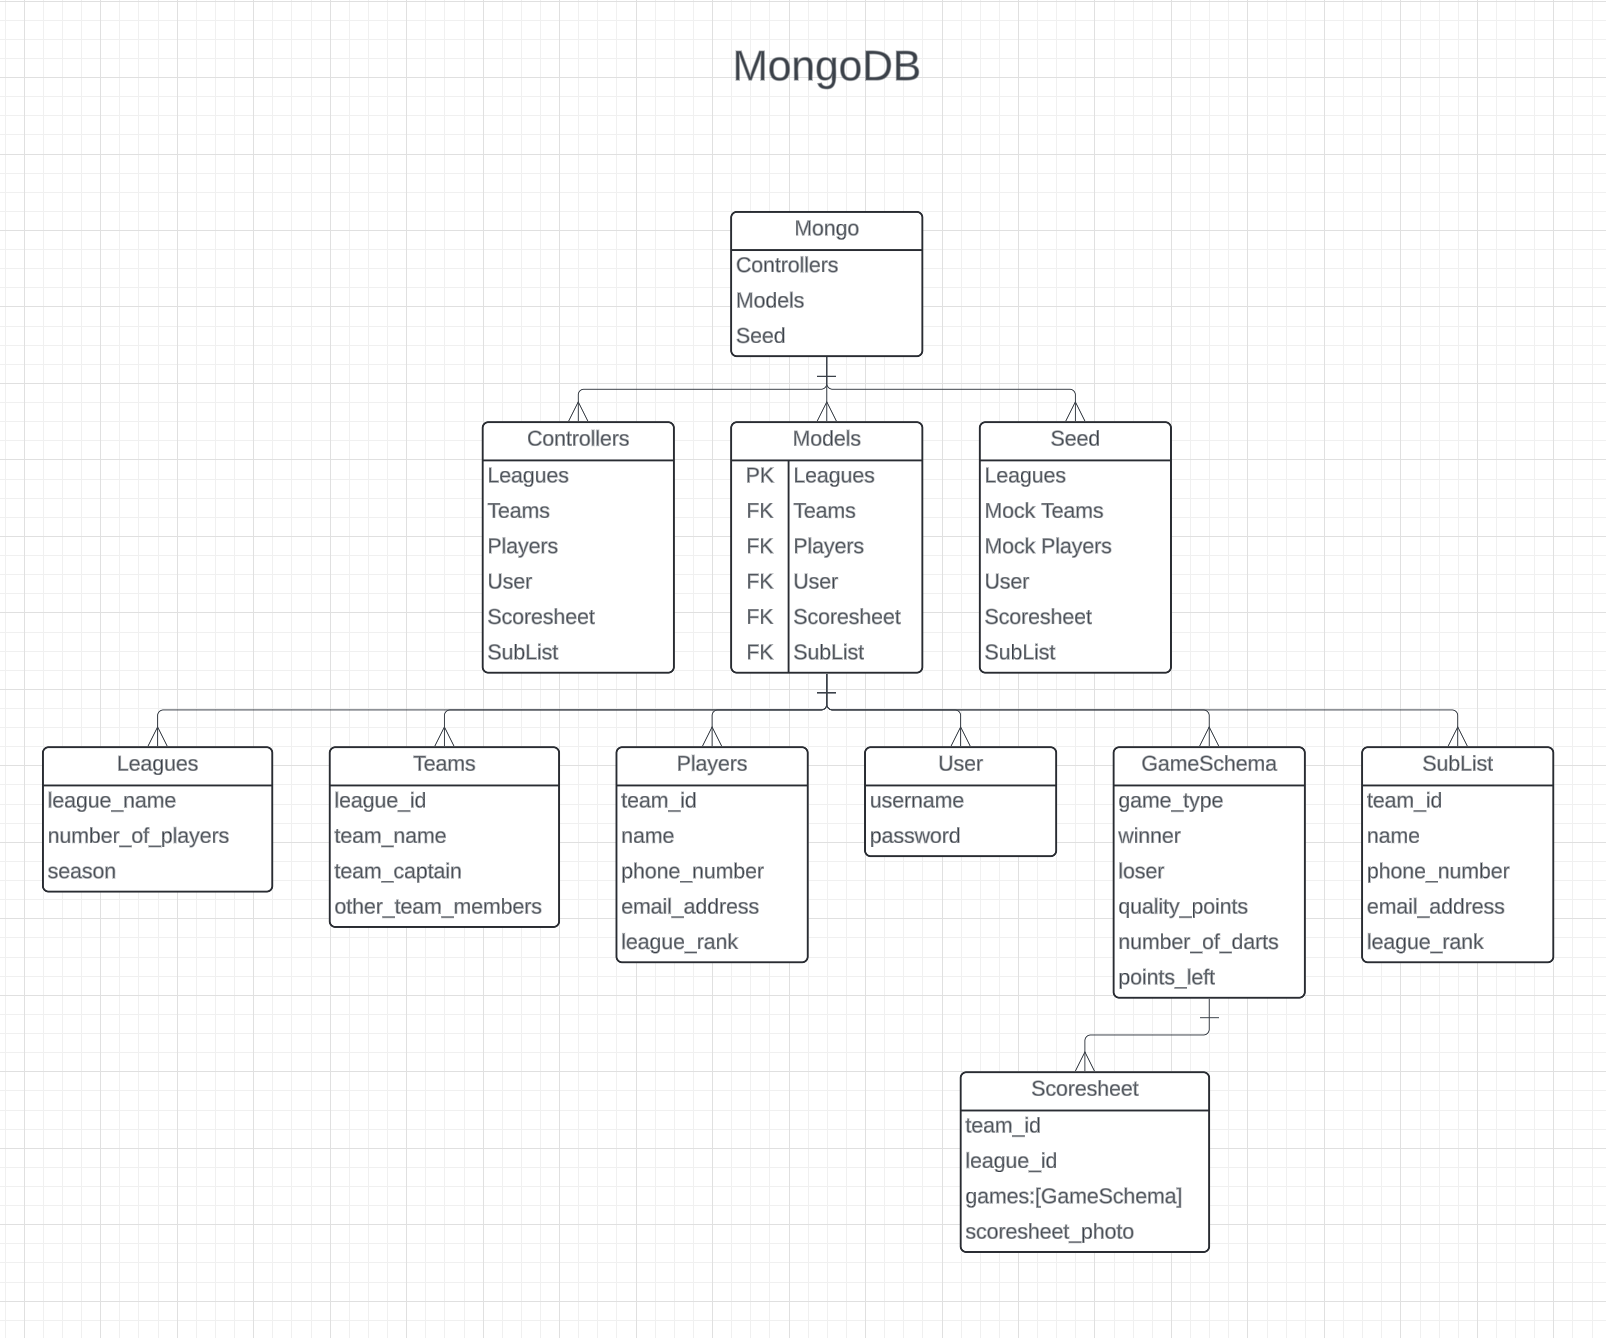 MongoDB
Mongo
Controllers
Models
Seed
Controllers
Leagues
Teams
Players
User
Scoresheet
SubList
Models
PK Leagues
FK Teams
FK Players
FK User
FK Scoresheet
FK SubList
Seed
Leagues
Mock Teams
Mock Players
User
Scoresheet
SubList
Leagues
league_name
number_of_players
season
Teams
league_id
team_name
team_captain
other_team_members
Players
team_id
name
phone_number
email_address
league_rank
User
username
password
GameSchema
game_type
winner
loser
quality_points
number_of_darts
points_left
SubList
team_id
name
phone_number
email_address
league_rank
Scoresheet
team_id
league_id
games:[GameSchema]
scoresheet_photo